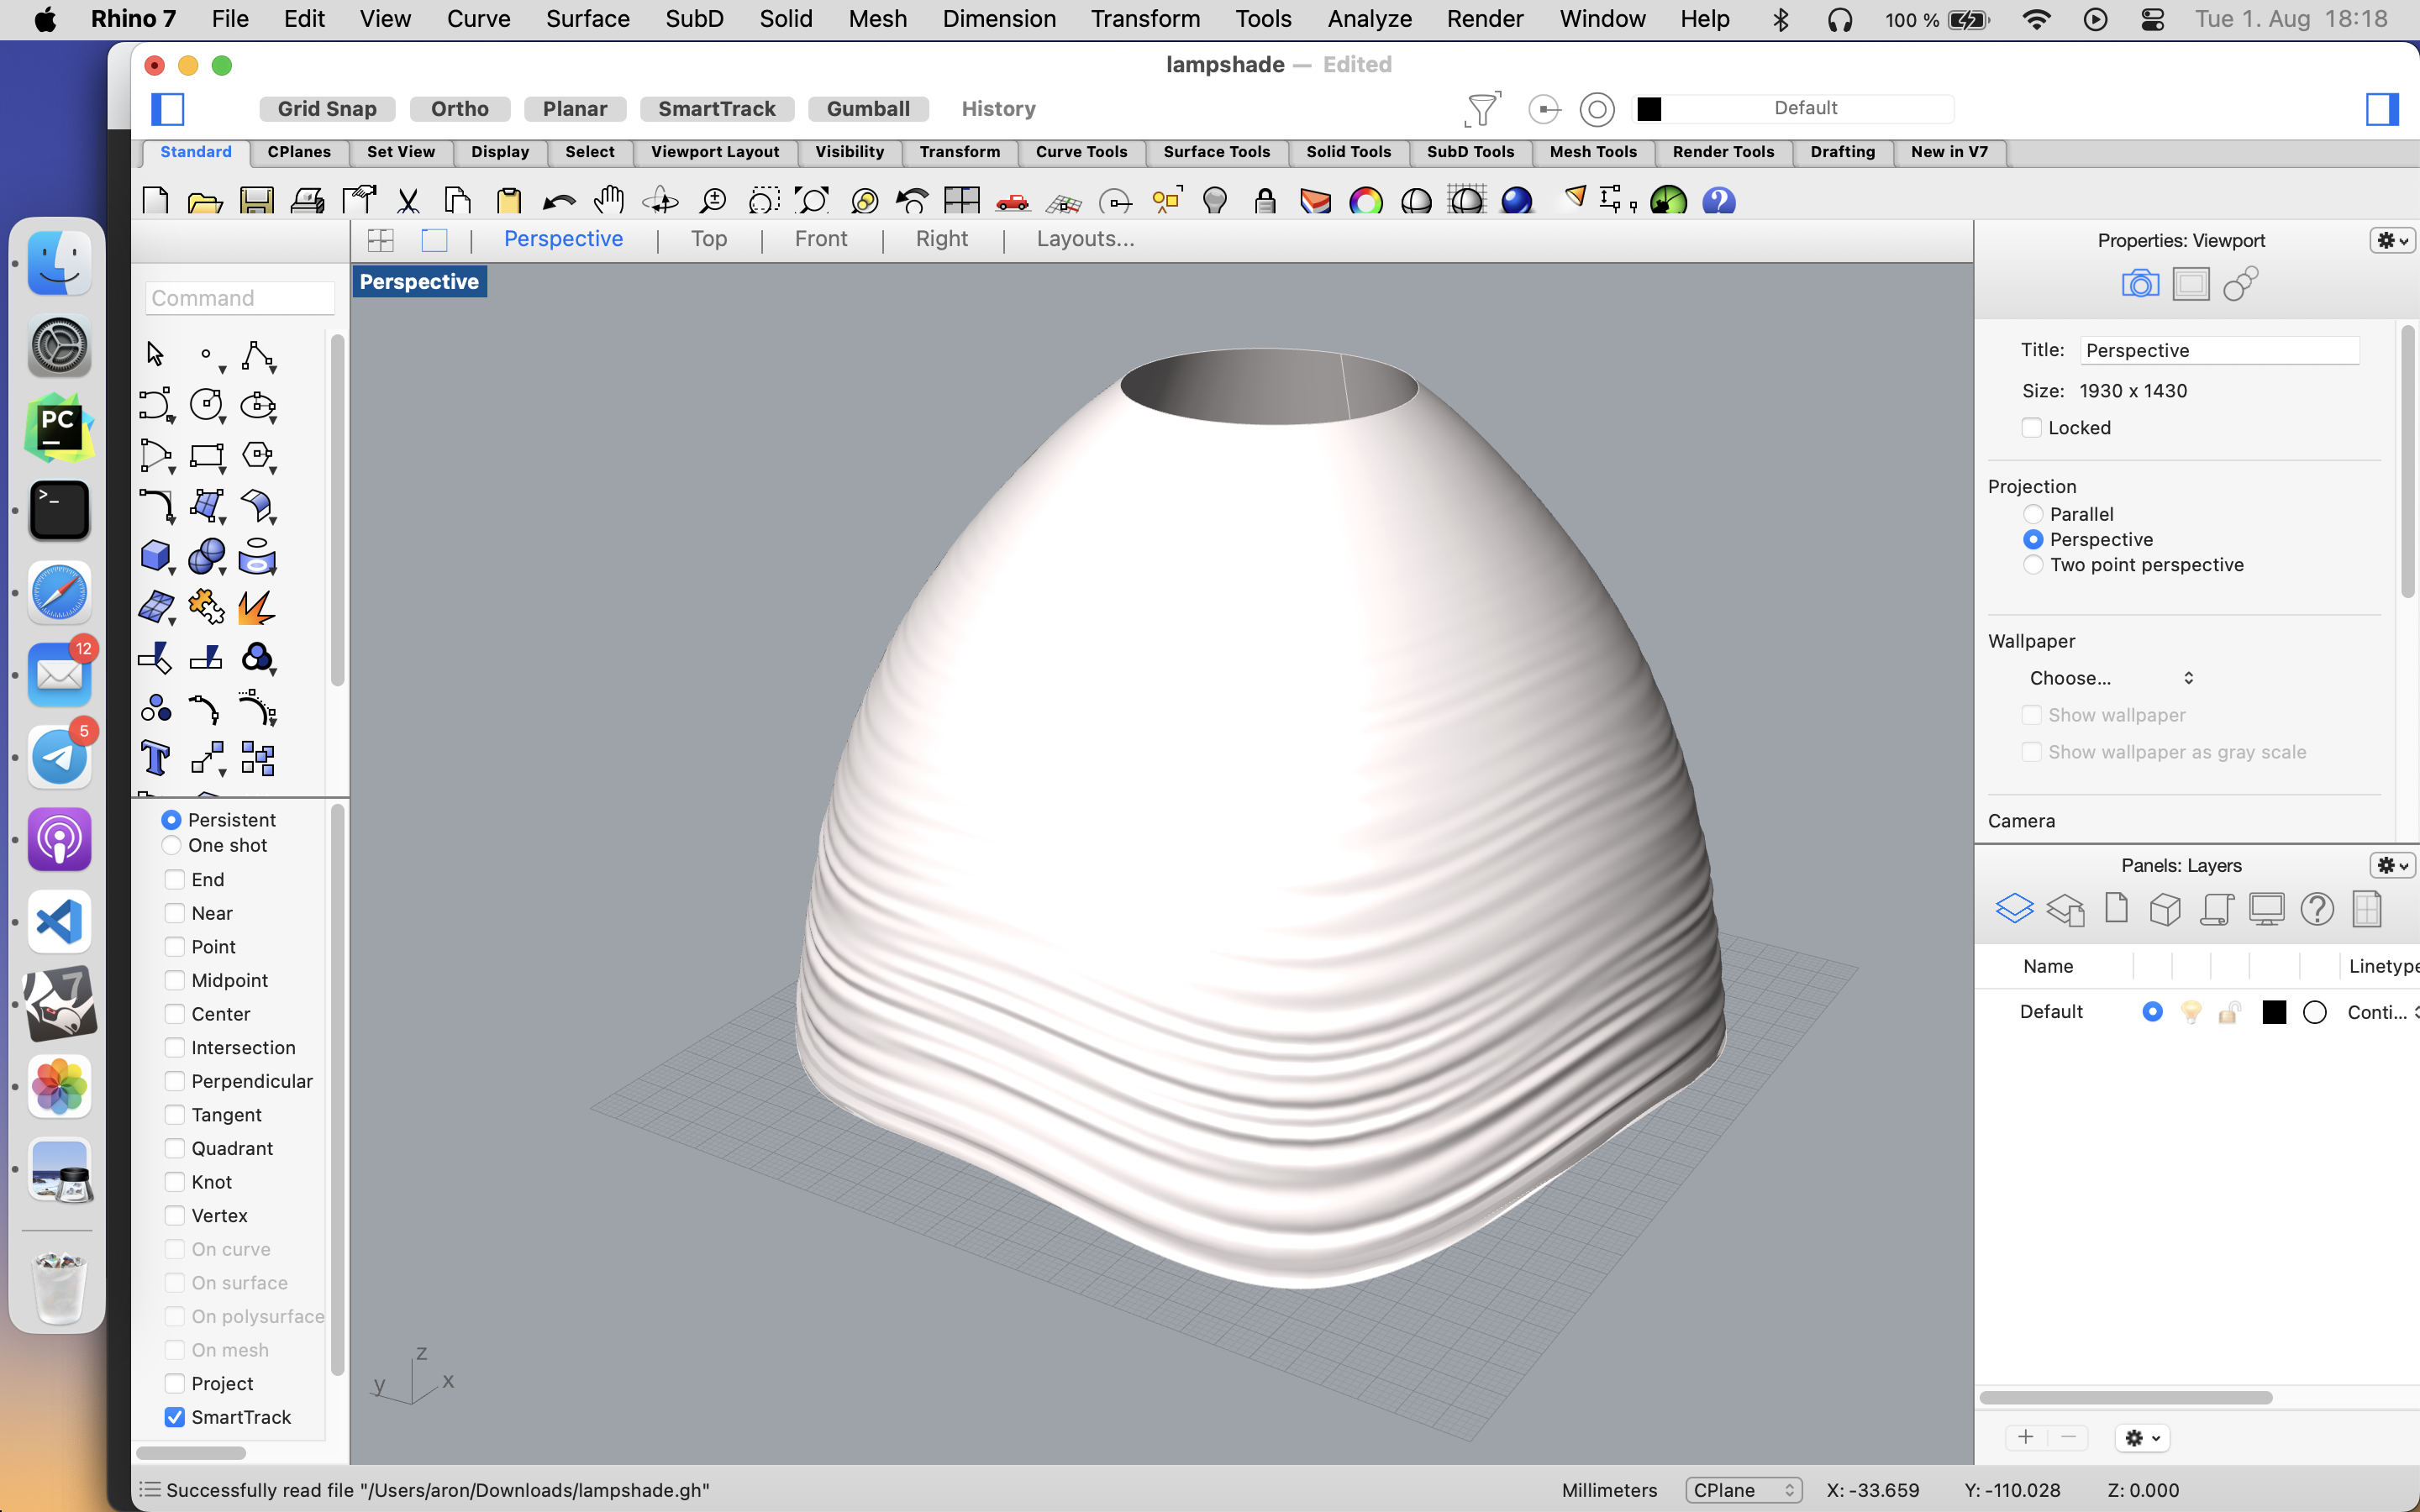 Rhino 7 File Edit View Curve Surface SubD Solid Mesh Dimension Transform Tools Analyze Render Window Help 100 % Tue 1. Aug 18:18
lampshade — Edited
Grid Snap Ortho Planar SmartTrack Gumball History Default
Standard CPlanes Set View Display Select Viewport Layout Visibility Transform Curve Tools Surface Tools Solid Tools SubD Tools Mesh Tools Render Tools Drafting New in V7
Perspective | Top | Front | Right | Layouts...
Perspective
Command
Persistent
One shot
End
Near
Point
Midpoint
Center
Intersection
Perpendicular
Tangent
Quadrant
Knot
Vertex
On curve
On surface
On polysurface
On mesh
Project
SmartTrack
PC
>_
12
5
7
z
y
x
Properties: Viewport
Title: Perspective
Size: 1930 x 1430
Locked
Projection
Parallel
Perspective
Two point perspective
Wallpaper
Choose...
Show wallpaper
Show wallpaper as gray scale
Camera
Panels: Layers
Name Linetype
Default Conti...
Successfully read file "/Users/aron/Downloads/lampshade.gh" Millimeters CPlane X: -33.659 Y: -110.028 Z: 0.000